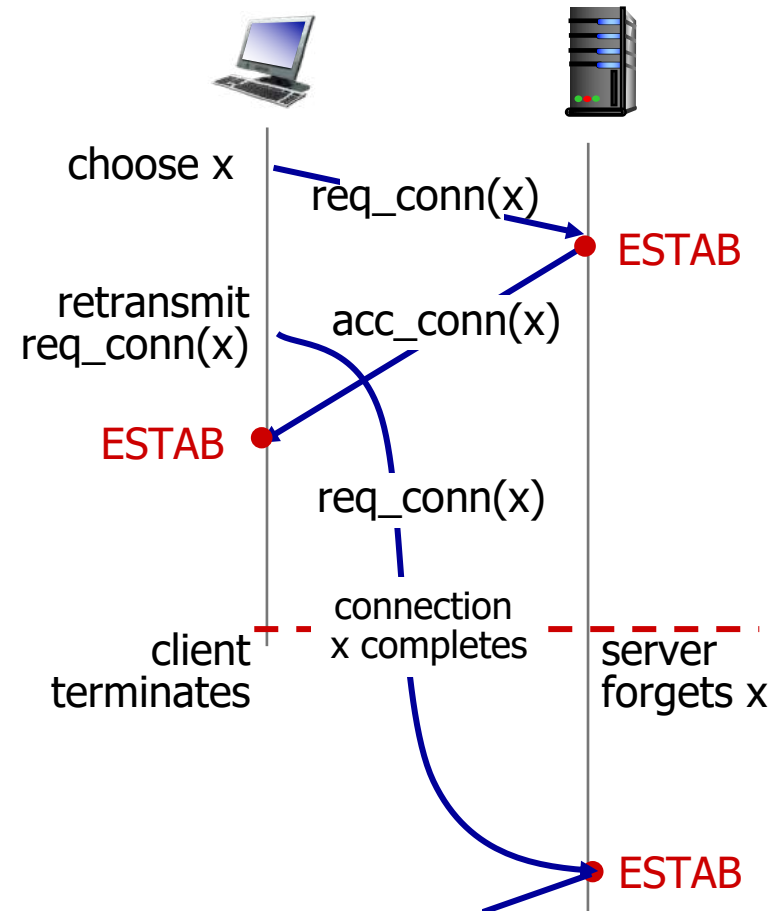 choose x
req_conn(x)
ESTAB
retransmit
req_conn(x)
acc_conn(x)
ESTAB
req_conn(x)
connection
x completes
client
terminates
server
forgets x
ESTAB